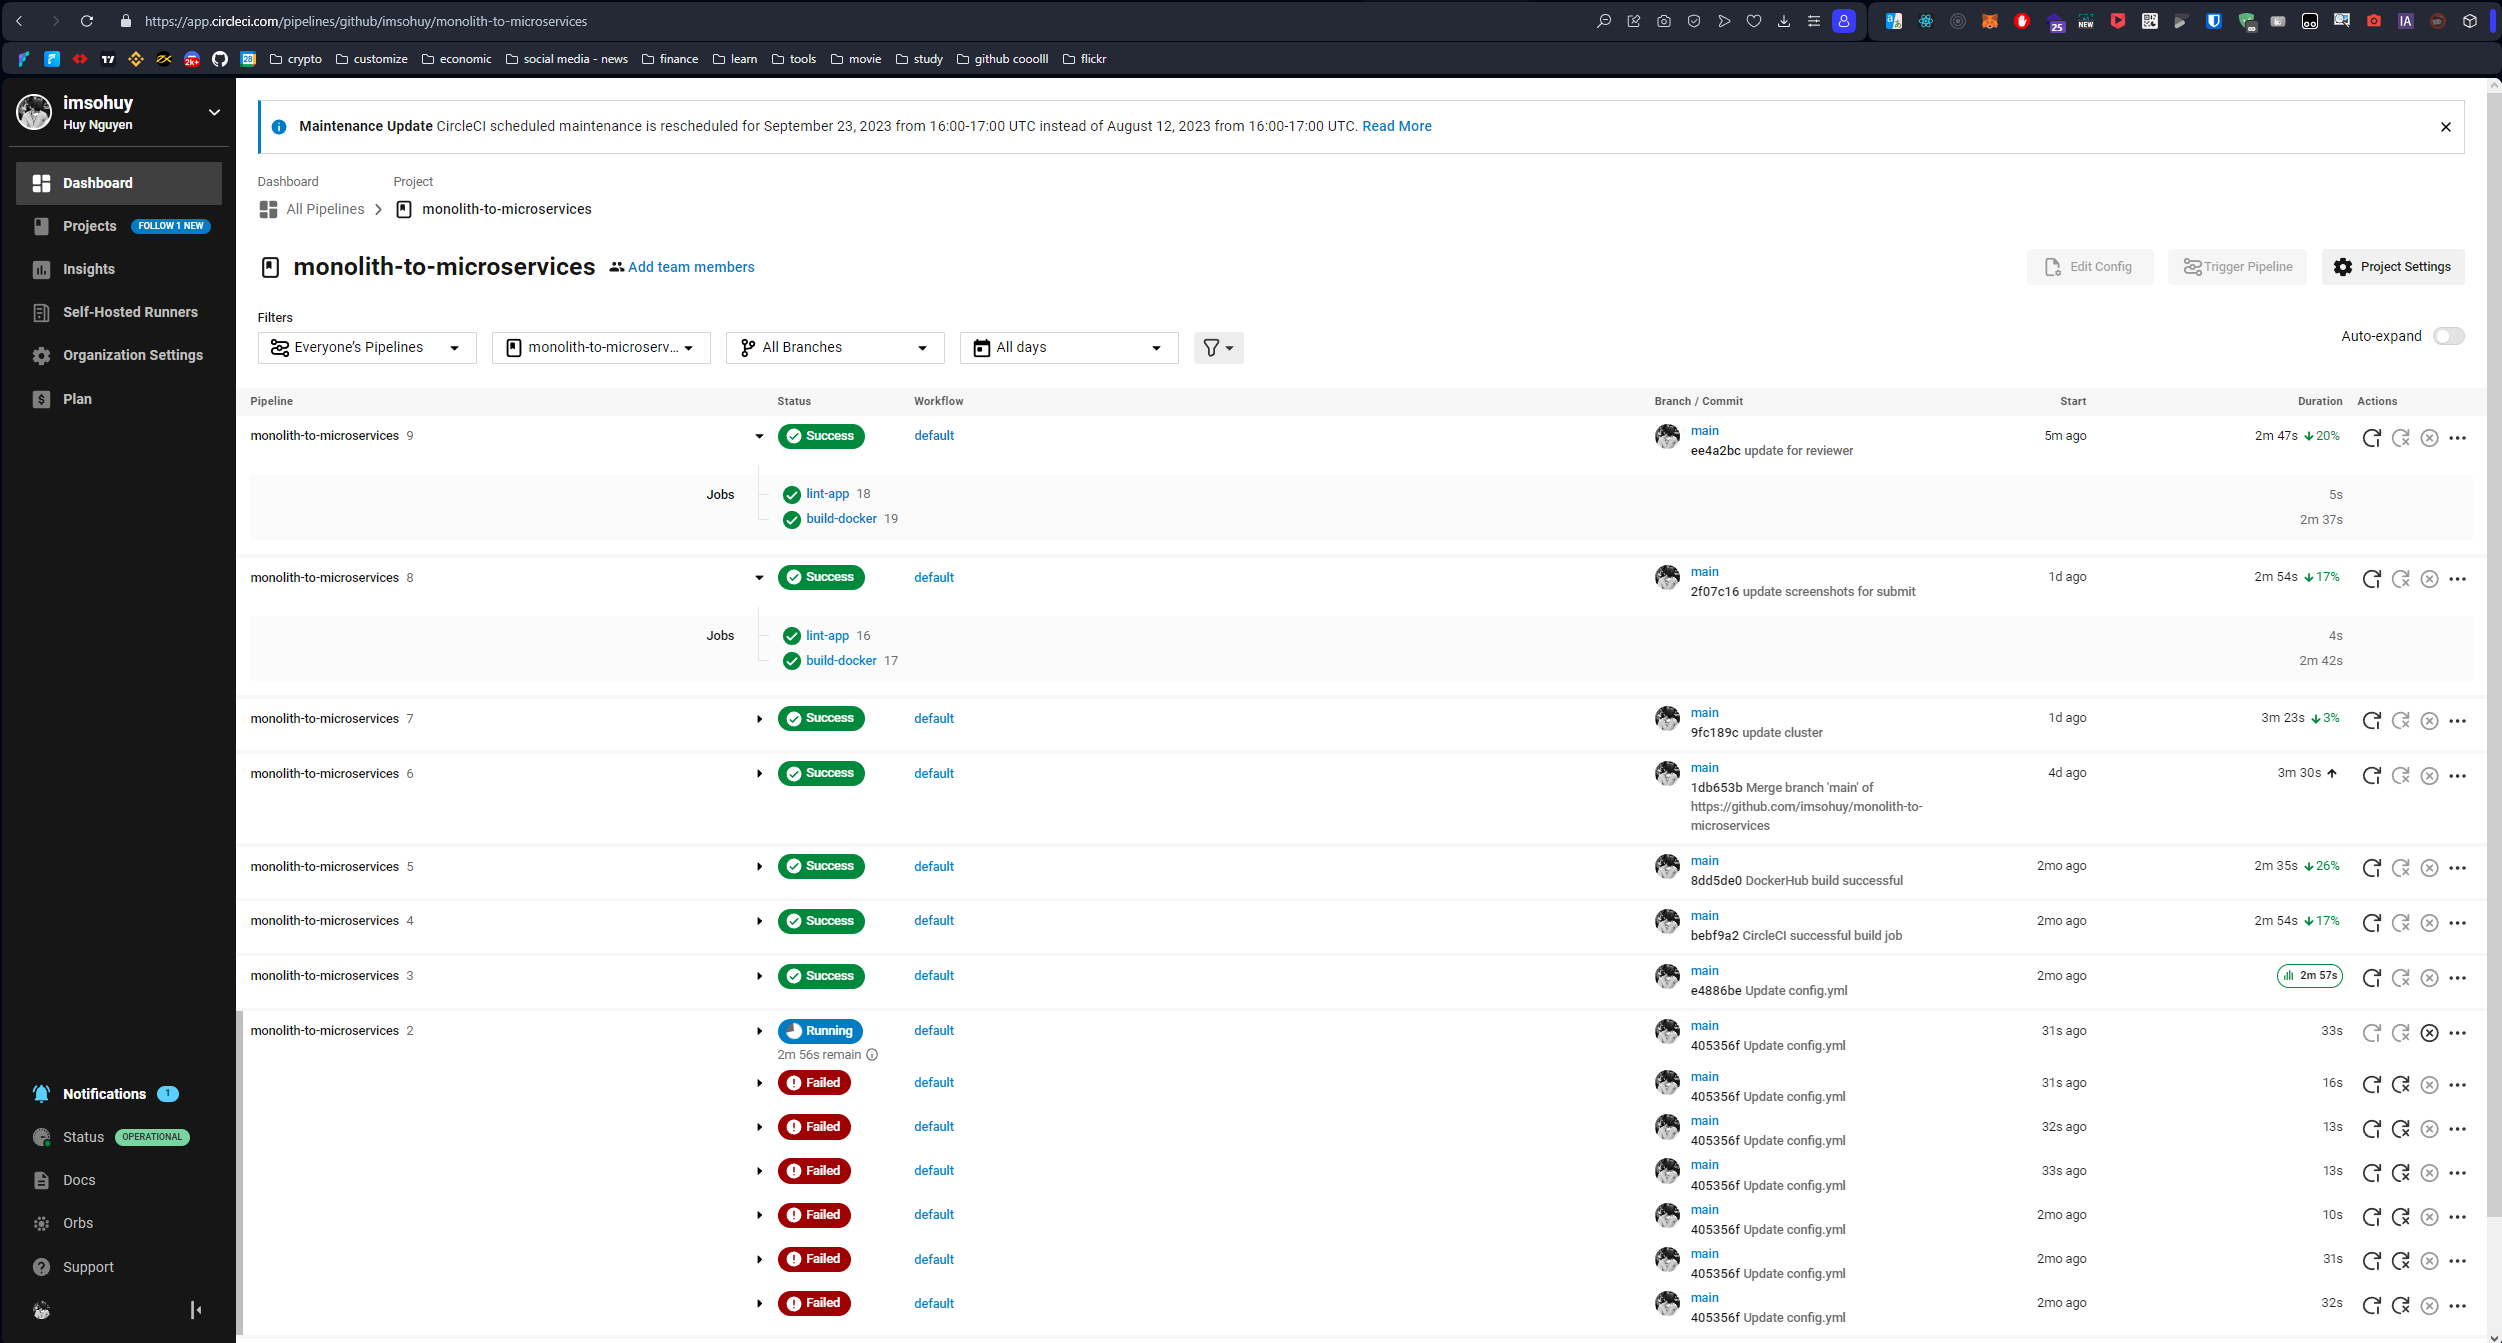 https://app.circleci.com/pipelines/github/imsohuy/monolith-to-microservices
25
NEW
IA
2k+
28
crypto
customize
economic
social media - news
finance
learn
tools
movie
study
github cooolll
flickr
imsohuy
Huy Nguyen
Dashboard
Projects FOLLOW 1 NEW
Insights
Self-Hosted Runners
Organization Settings
Plan
Notifications 1
Status OPERATIONAL
Docs
Orbs
Support
Maintenance Update CircleCI scheduled maintenance is rescheduled for September 23, 2023 from 16:00-17:00 UTC instead of August 12, 2023 from 16:00-17:00 UTC. Read More
Dashboard Project
All Pipelines monolith-to-microservices
monolith-to-microservices Add team members
Edit Config Trigger Pipeline Project Settings
Filters
Everyone's Pipelines monolith-to-microserv... All Branches All days
Auto-expand
Pipeline Status Workflow Branch / Commit Start Duration Actions
monolith-to-microservices 9 Success default main 5m ago 2m 47s 20%
ee4a2bc update for reviewer
Jobs lint-app 18 5s
build-docker 19 2m 37s
monolith-to-microservices 8 Success default main 1d ago 2m 54s 17%
2f07c16 update screenshots for submit
Jobs lint-app 16 4s
build-docker 17 2m 42s
monolith-to-microservices 7 Success default main 1d ago 3m 23s 3%
9fc189c update cluster
monolith-to-microservices 6 Success default main 4d ago 3m 30s
1db653b Merge branch 'main' of
https://github.com/imsohuy/monolith-to-
microservices
monolith-to-microservices 5 Success default main 2mo ago 2m 35s 26%
8dd5de0 DockerHub build successful
monolith-to-microservices 4 Success default main 2mo ago 2m 54s 17%
bebf9a2 CircleCI successful build job
monolith-to-microservices 3 Success default main 2mo ago 2m 57s
e4886be Update config.yml
monolith-to-microservices 2 Running default main 31s ago 33s
2m 56s remain 405356f Update config.yml
Failed default main 31s ago 16s
405356f Update config.yml
Failed default main 32s ago 13s
405356f Update config.yml
Failed default main 33s ago 13s
405356f Update config.yml
Failed default main 2mo ago 10s
405356f Update config.yml
Failed default main 2mo ago 31s
405356f Update config.yml
Failed default main 2mo ago 32s
405356f Update config.yml